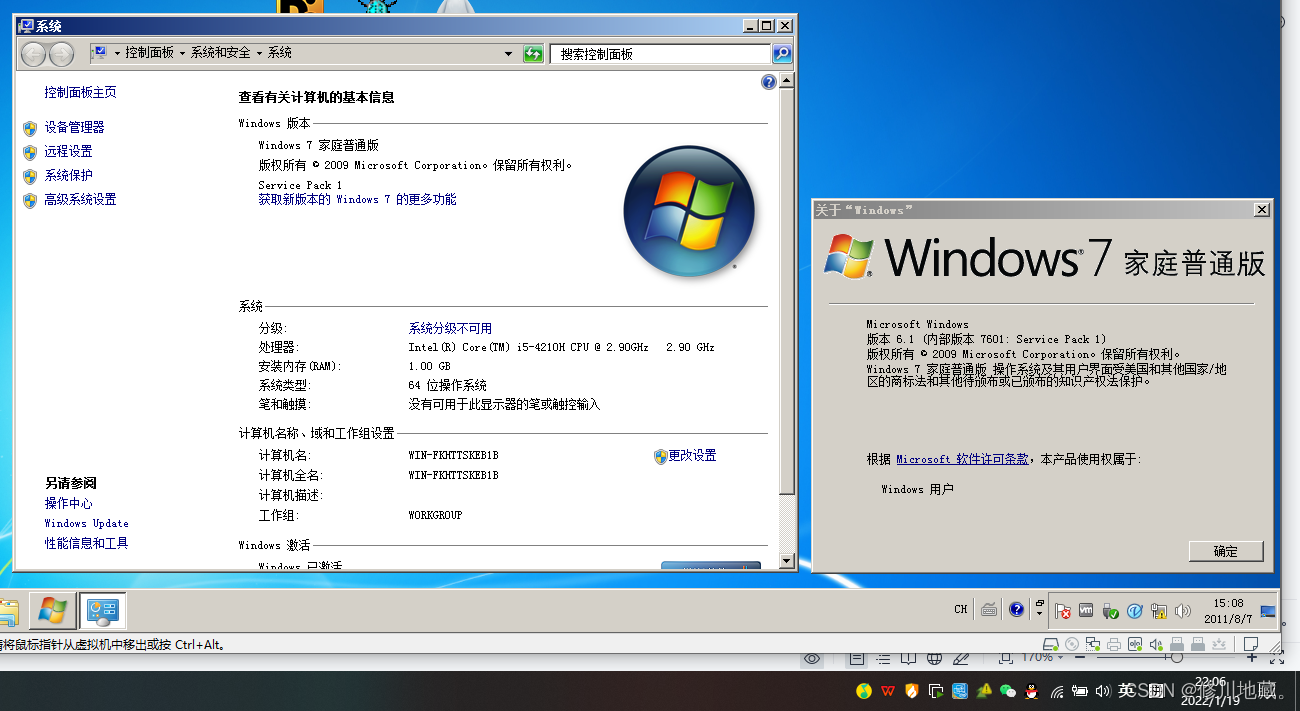 系统
控制面板 系统和安全 系统
搜索控制面板
控制面板主页
设备管理器
远程设置
系统保护
高级系统设置
另请参阅
操作中心
Windows Update
性能信息和工具
查看有关计算机的基本信息
Windows 版本
Windows 7 家庭普通版
版权所有 © 2009 Microsoft Corporation。保留所有权利。
Service Pack 1
获取新版本的 Windows 7 的更多功能
系统
分级: 系统分级不可用
处理器: Intel(R) Core(TM) i5-4210H CPU @ 2.90GHz 2.90 GHz
安装内存(RAM): 1.00 GB
系统类型: 64 位操作系统
笔和触摸: 没有可用于此显示器的笔或触控输入
计算机名称、域和工作组设置
计算机名: WIN-FKHTTSKEB1B
更改设置
计算机全名: WIN-FKHTTSKEB1B
计算机描述:
工作组: WORKGROUP
Windows 激活
Windows 已激活
关于“Windows”
Windows® 7 家庭普通版
Microsoft Windows
版本 6.1 (内部版本 7601: Service Pack 1)
版权所有 © 2009 Microsoft Corporation。保留所有权利。
Windows 7 家庭普通版 操作系统及其用户界面受美国和其他国家/地
区的商标法和其他待颁布或已颁布的知识产权法保护。
根据 Microsoft 软件许可条款，本产品使用权属于:
Windows 用户
确定
CH
15:08
2011/8/7
将鼠标指针从虚拟机中移出或按 Ctrl+Alt。
170%
英
拼
22:06
2022/1/19
CSDN @修川地藏。